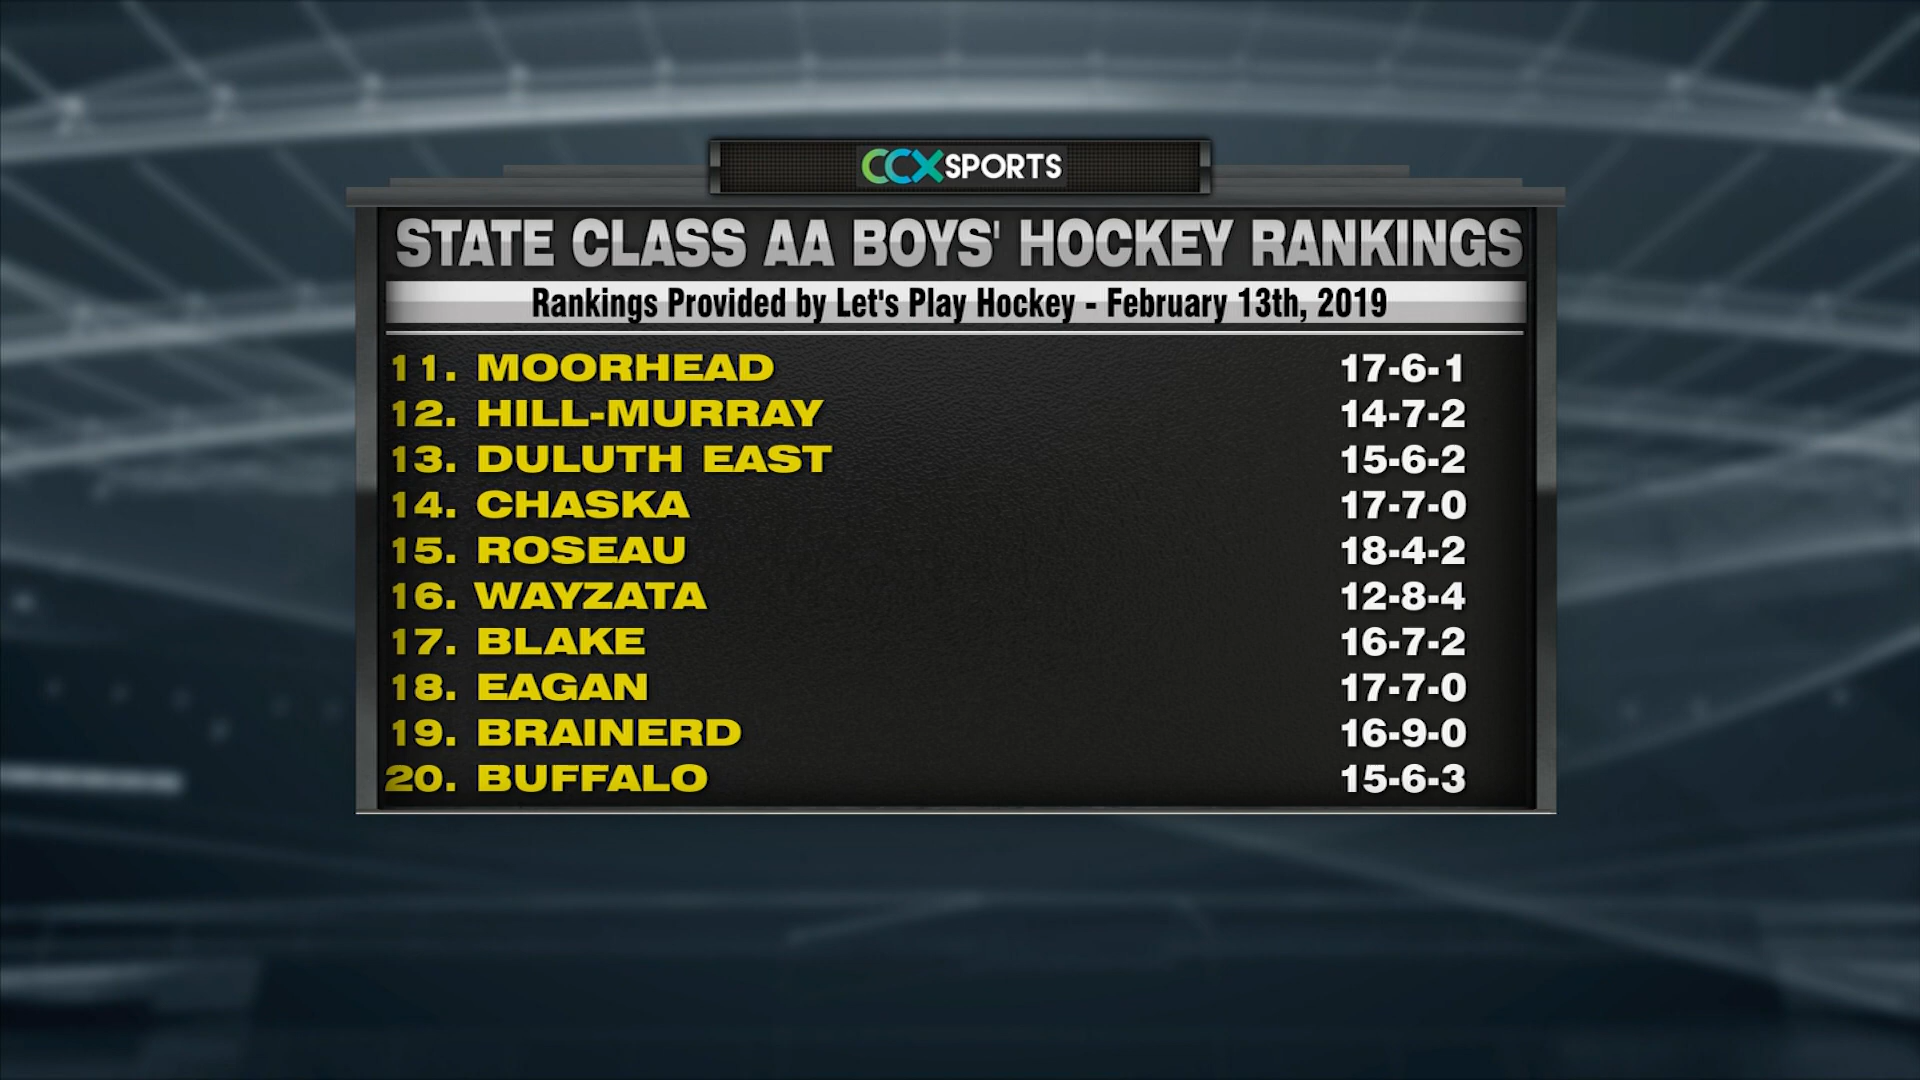 CCXSPORTS
STATE CLASS AA BOYS' HOCKEY RANKINGS
Rankings Provided by Let's Play Hockey - February 13th, 2019
11. MOORHEAD 17-6-1
12. HILL-MURRAY 14-7-2
13. DULUTH EAST 15-6-2
14. CHASKA 17-7-0
15. ROSEAU 18-4-2
16. WAYZATA 12-8-4
17. BLAKE 16-7-2
18. EAGAN 17-7-0
19. BRAINERD 16-9-0
20. BUFFALO 15-6-3